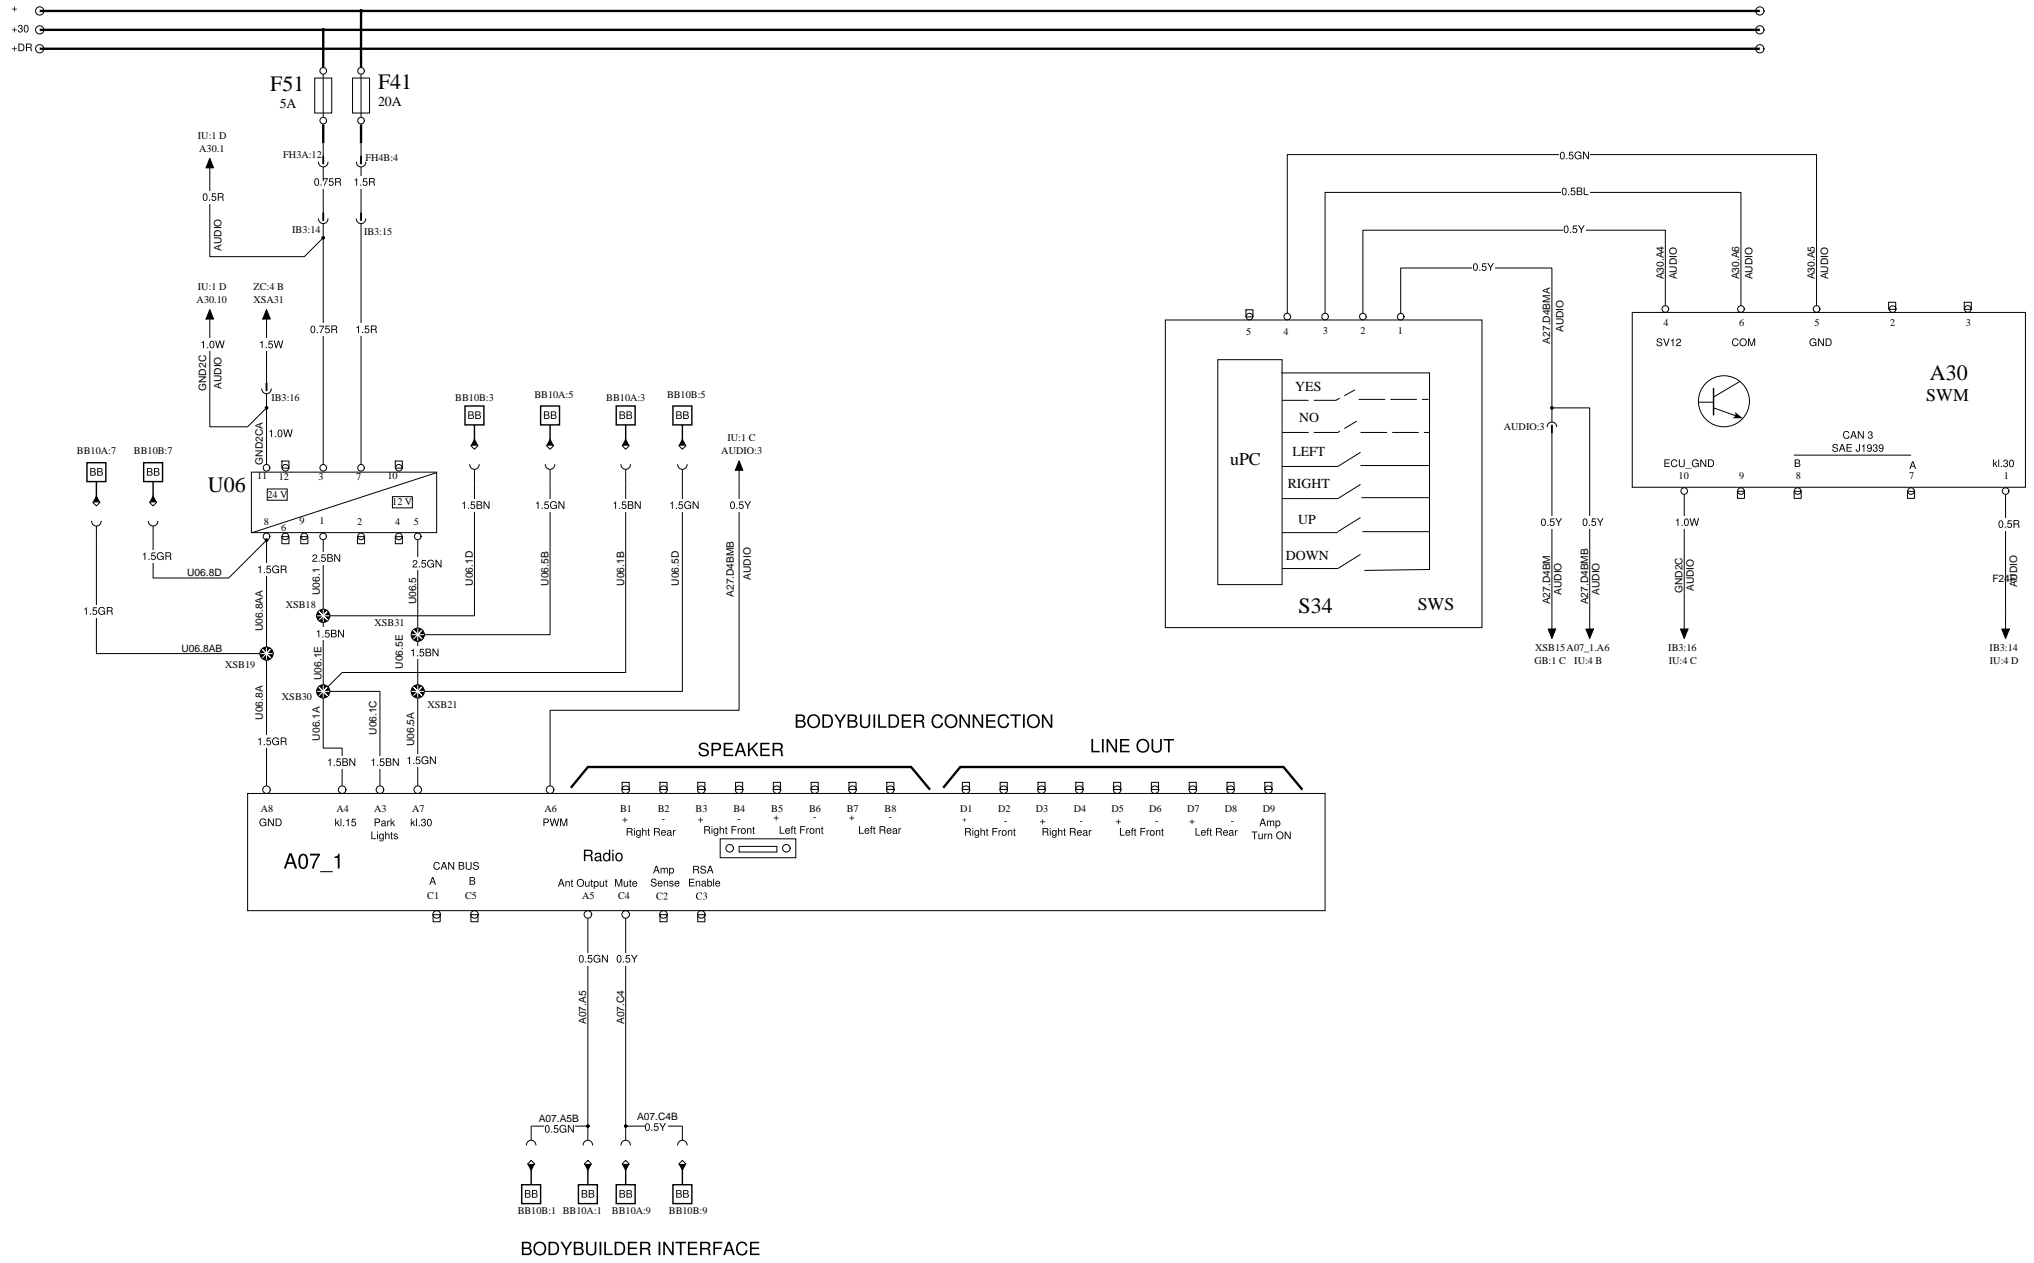 +
+30
+DR
F51
5A
F41
20A
IU:1 D
A30.1
0.5R
AUDIO
FH3A:12
FH4B:4
0.75R
1.5R
IB3:14
IB3:15
IU:1 D
A30.10
ZC:4 B
XSA31
1.0W
1.5W
GND2C
AUDIO
0.75R
1.5R
IB3:16
GND2CA
1.0W
BB10A:7
BB
BB10B:7
BB
BB10B:3
BB
BB10A:5
BB
BB10A:3
BB
BB10B:5
BB
IU:1 C
AUDIO:3
U06
11
12
3
7
10
24 V
12 V
8
6
9
1
2
4
5
1.5GR
U06.8D
1.5GR
2.5BN
2.5GN
1.5BN
1.5GN
1.5BN
1.5GN
0.5Y
U06.1D
U06.5B
U06.1B
U06.5D
A27.D4BMB
AUDIO
1.5GR
U06.8AA
U06.1
U06.5
XSB18
XSB31
1.5BN
U06.8AB
XSB19
U06.1E
U06.5E
1.5BN
XSB30
XSB21
U06.8A
U06.1A
U06.1C
U06.5A
1.5GR
1.5BN
1.5BN
1.5GN
BODYBUILDER CONNECTION
SPEAKER
LINE OUT
A8
GND
A4
kl.15
A3
Park
Lights
A7
kl.30
A6
PWM
B1
+
B2
-
Right Rear
B3
+
B4
-
Right Front
B5
+
B6
-
Left Front
B7
+
B8
-
Left Rear
D1
+
D2
-
Right Front
D3
+
D4
-
Right Rear
D5
+
D6
-
Left Front
D7
+
D8
-
Left Rear
D9
Amp
Turn ON
A07_1
Radio
CAN BUS
A
B
C1
C5
Ant Output
A5
Mute
C4
Amp
Sense
C2
RSA
Enable
C3
0.5GN
0.5Y
A07.A5
A07.C4
A07.A5B
0.5GN
A07.C4B
0.5Y
BB
BB
BB
BB
BB10B:1
BB10A:1
BB10A:9
BB10B:9
BODYBUILDER INTERFACE
0.5GN
0.5BL
0.5Y
0.5Y
A30.A4
AUDIO
A30.A6
AUDIO
A30.A5
AUDIO
A27.D4BMA
AUDIO
5
4
3
2
1
uPC
YES
NO
LEFT
RIGHT
UP
DOWN
S34
SWS
AUDIO:3
0.5Y
0.5Y
A27.D4BM
AUDIO
A27.D4BMB
AUDIO
XSB15
GB:1 C
A07_1.A6
IU:4 B
4
6
5
2
3
SV12
COM
GND
A30
SWM
CAN 3
SAE J1939
ECU_GND
10
9
B
8
A
7
kl.30
1
1.0W
GND2C
AUDIO
IB3:16
IU:4 C
0.5R
AUDIO
IB3:14
IU:4 D